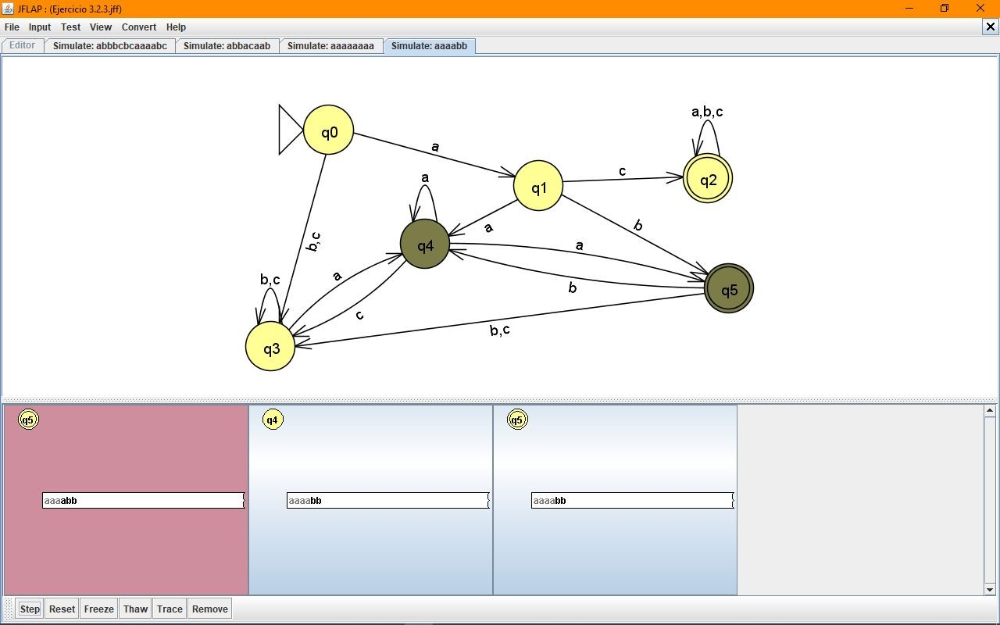 JFLAP : (Ejercicio 3.2.3.jff)
File Input Test View Convert Help
Editor Simulate: abbbcbcaaaabc Simulate: abbacaab Simulate: aaaaaaaa Simulate: aaaabb
a,b,c
q0
a
c
q2
q1
a
a
b
b,c
q4
a
a
b,c
b
q5
c
b,c
q3
q5 q4 q5
aaaabb aaaabb aaaabb
Step Reset Freeze Thaw Trace Remove